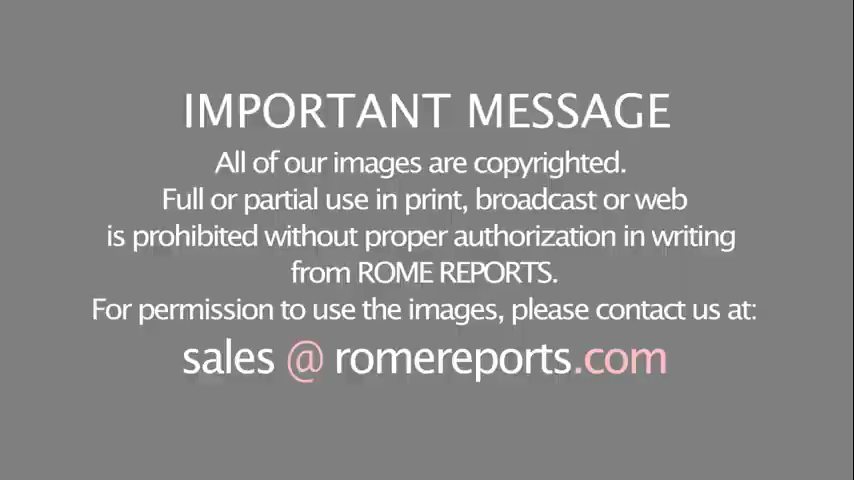 IMPORTANT MESSAGE
All of our images are copyrighted.
Full or partial use in print, broadcast or web
is prohibited without proper authorization in writing
from ROME REPORTS.
For permission to use the images, please contact us at:
sales @ romereports.com